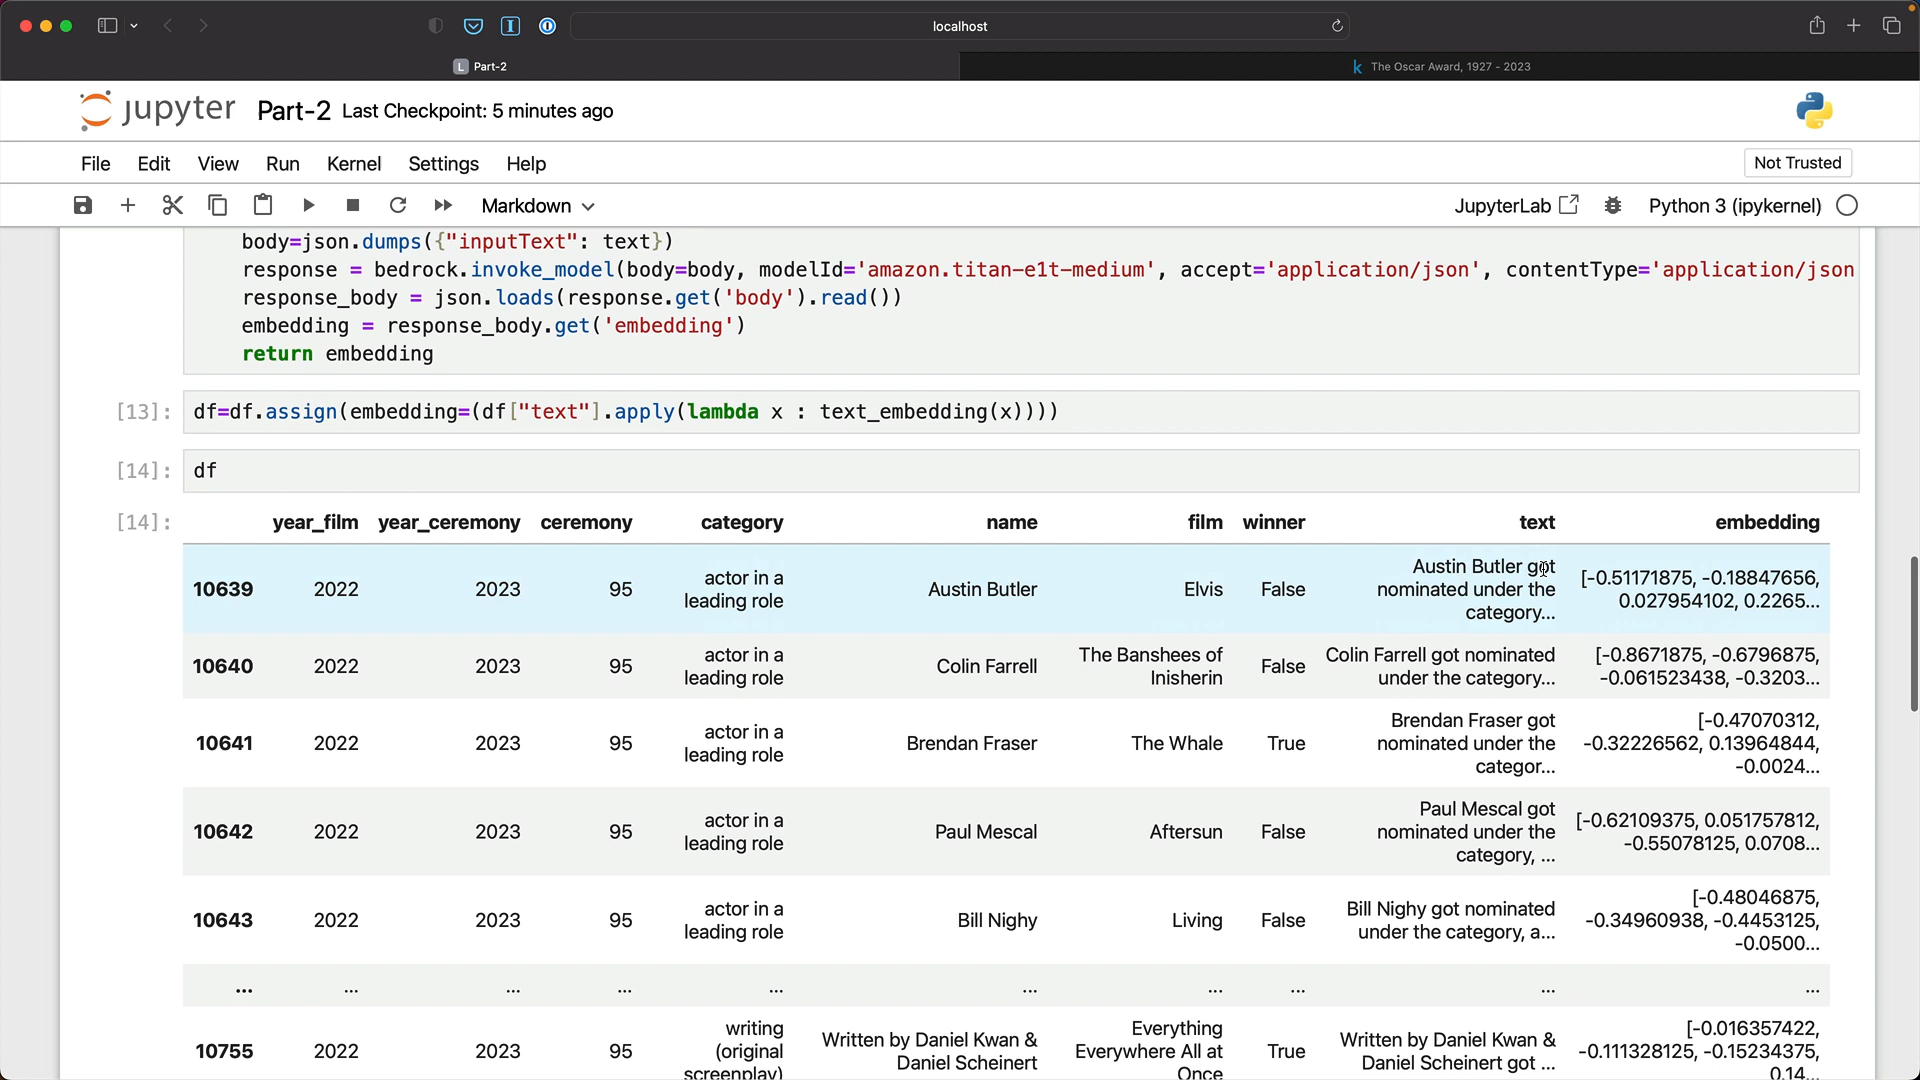 localhost
L Part-2
k The Oscar Award, 1927 - 2023
jupyter Part-2 Last Checkpoint: 5 minutes ago
File Edit View Run Kernel Settings Help
Not Trusted
Markdown
JupyterLab
Python 3 (ipykernel)
body=json.dumps({"inputText": text})
response = bedrock.invoke_model(body=body, modelId='amazon.titan-e1t-medium', accept='application/json', contentType='application/json
response_body = json.loads(response.get('body').read())
embedding = response_body.get('embedding')
return embedding
[13]: df=df.assign(embedding=(df["text"].apply(lambda x : text_embedding(x))))
[14]: df
[14]: year_film year_ceremony ceremony category name film winner text embedding
10639 2022 2023 95 actor in a leading role Austin Butler Elvis False Austin Butler got nominated under the category... [-0.51171875, -0.18847656, 0.027954102, 0.2265...
10640 2022 2023 95 actor in a leading role Colin Farrell The Banshees of Inisherin False Colin Farrell got nominated under the category... [-0.8671875, -0.6796875, -0.061523438, -0.3203...
10641 2022 2023 95 actor in a leading role Brendan Fraser The Whale True Brendan Fraser got nominated under the categor... [-0.47070312, -0.32226562, 0.13964844, -0.0024...
10642 2022 2023 95 actor in a leading role Paul Mescal Aftersun False Paul Mescal got nominated under the category, ... [-0.62109375, 0.051757812, -0.55078125, 0.0708...
10643 2022 2023 95 actor in a leading role Bill Nighy Living False Bill Nighy got nominated under the category, a... [-0.48046875, -0.34960938, -0.4453125, -0.0500...
... ... ... ... ... ... ... ... ... ...
10755 2022 2023 95 writing (original screenplay) Written by Daniel Kwan & Daniel Scheinert Everything Everywhere All at Once True Written by Daniel Kwan & Daniel Scheinert got ... [-0.016357422, -0.111328125, -0.15234375, 0.14...